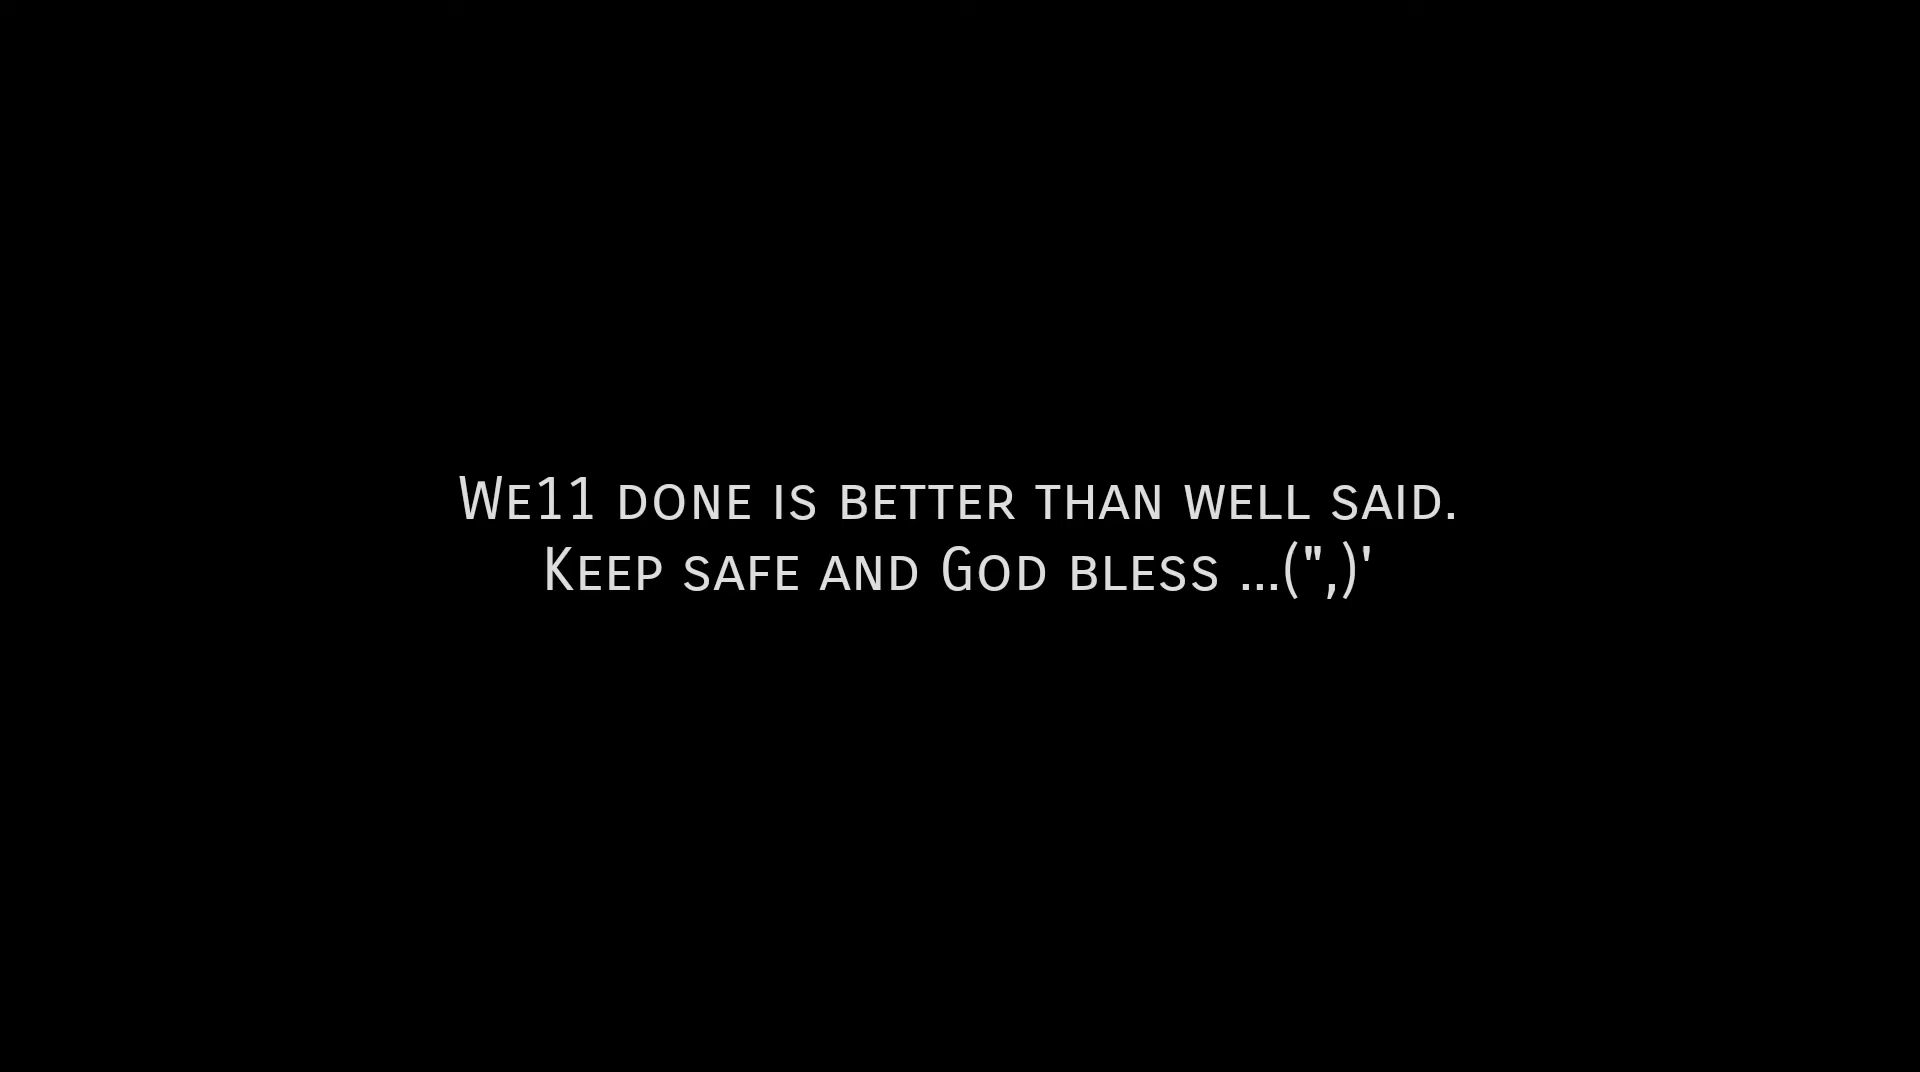 We11 done is better than well said.
Keep safe and God bless ...(",)'